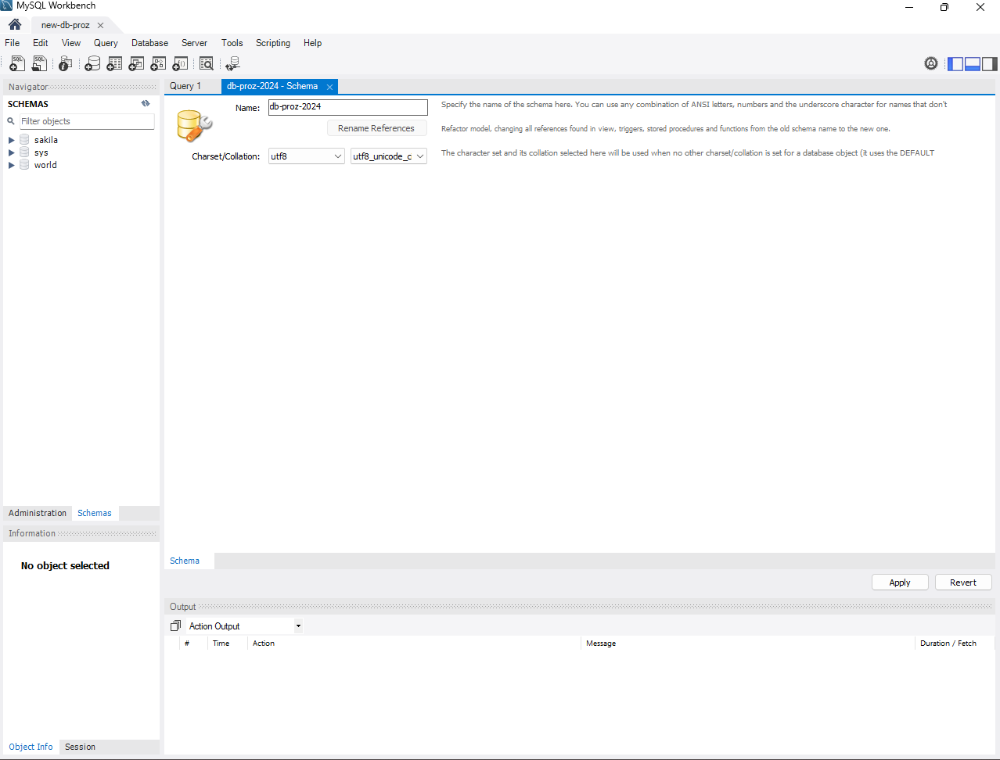 MySQL Workbench
new-db-proz
File Edit View Query Database Server Tools Scripting Help
SQL SQL
Navigator
SCHEMAS
Filter objects
sakila
sys
world
Administration Schemas
Information
No object selected
Object Info Session
Query 1 db-proz-2024 - Schema
Name: db-proz-2024
Specify the name of the schema here. You can use any combination of ANSI letters, numbers and the underscore character for names that don't
Rename References
Refactor model, changing all references found in view, triggers, stored procedures and functions from the old schema name to the new one.
Charset/Collation: utf8 utf8_unicode_c
The character set and its collation selected here will be used when no other charset/collation is set for a database object (it uses the DEFAULT
Schema
Apply Revert
Output
Action Output
# Time Action Message Duration / Fetch